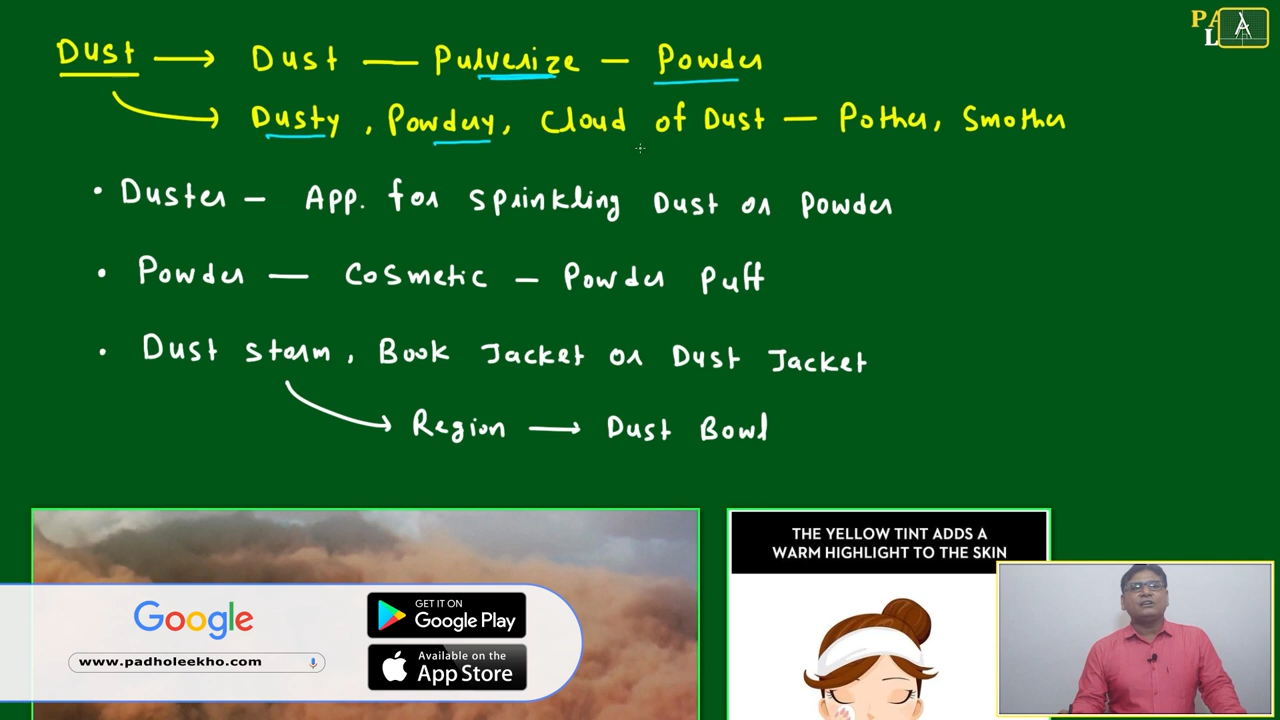 Dust → Dust — Pulverize — Powder
PA
L
→ Dusty, Powdery, Cloud of Dust — Pother, Smother
• Duster — App. for sprinkling Dust or Powder
• Powder — Cosmetic — Powder Puff
• Dust storm, Book Jacket or Dust Jacket
→ Region → Dust Bowl
THE YELLOW TINT ADDS A
WARM HIGHLIGHT TO THE SKIN
Google
www.padholeekho.com
GET IT ON
Google Play
Available on the
App Store